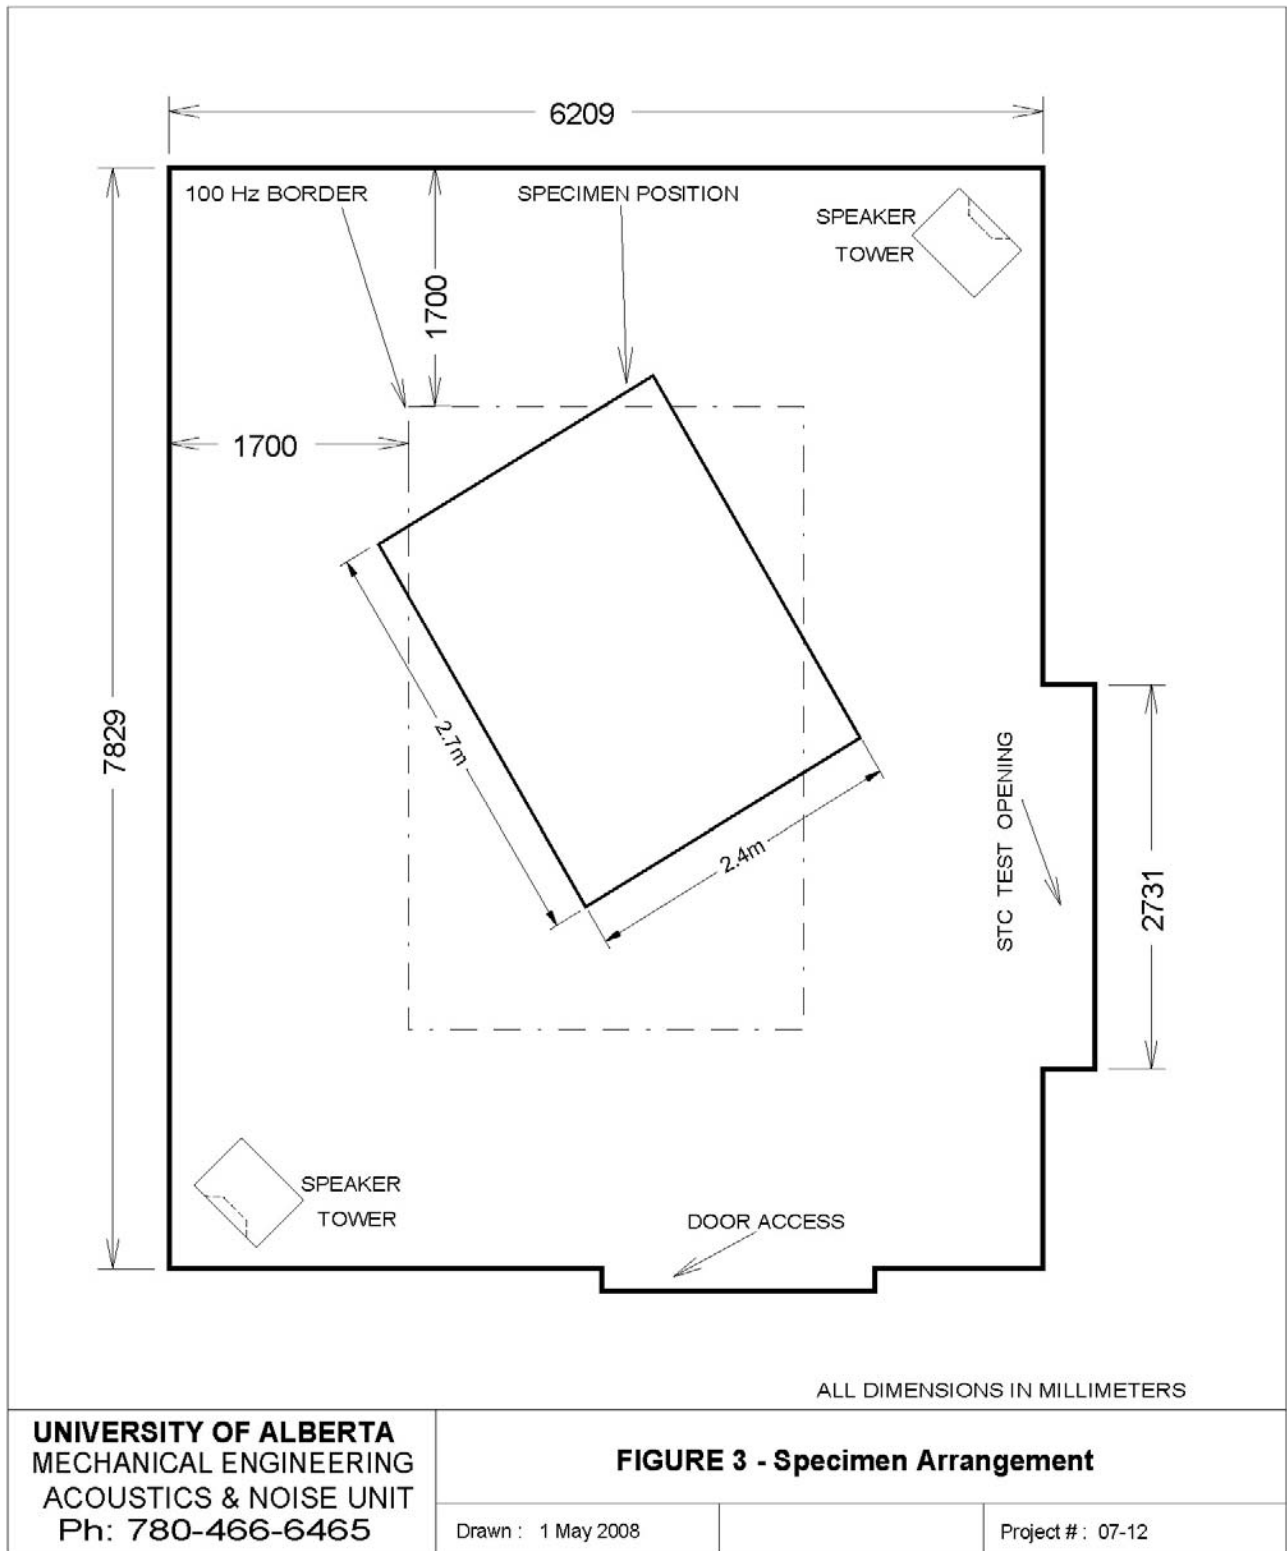 6209
100 Hz BORDER
SPECIMEN POSITION
SPEAKER
TOWER
1700
1700
7829
2.7m
2.4m
STC TEST OPENING
2731
SPEAKER
TOWER
DOOR ACCESS
ALL DIMENSIONS IN MILLIMETERS
UNIVERSITY OF ALBERTA
MECHANICAL ENGINEERING
ACOUSTICS & NOISE UNIT
Ph: 780-466-6465
FIGURE 3 - Specimen Arrangement
Drawn : 1 May 2008
Project # : 07-12